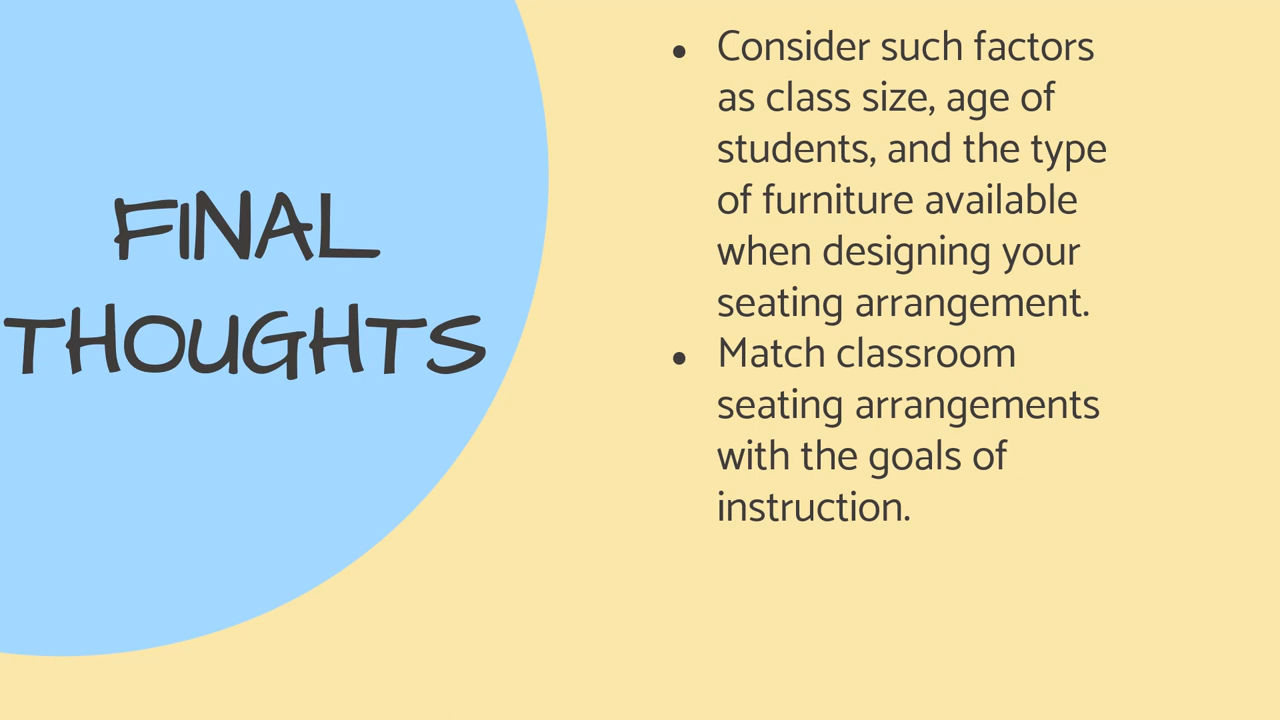 FINAL
THOUGHTS
• Consider such factors
as class size, age of
students, and the type
of furniture available
when designing your
seating arrangement.
• Match classroom
seating arrangements
with the goals of
instruction.